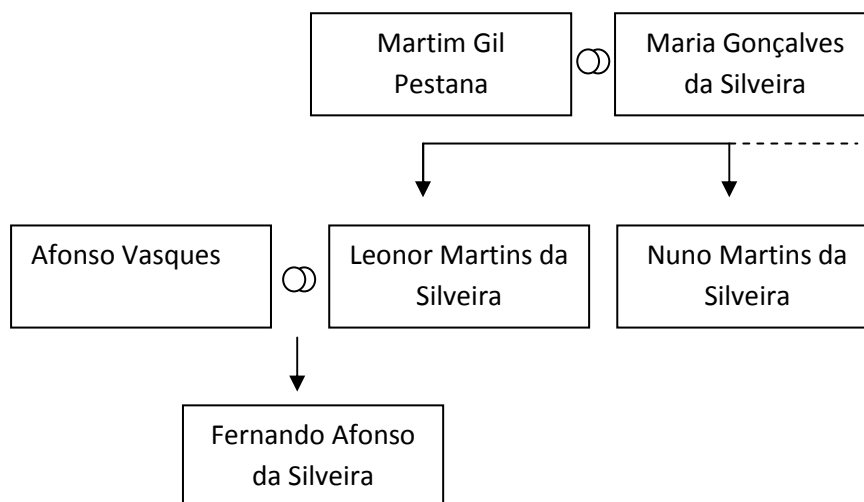 Martim Gil
Pestana
Maria Gonçalves
da Silveira
Afonso Vasques
Leonor Martins da
Silveira
Nuno Martins da
Silveira
Fernando Afonso
da Silveira